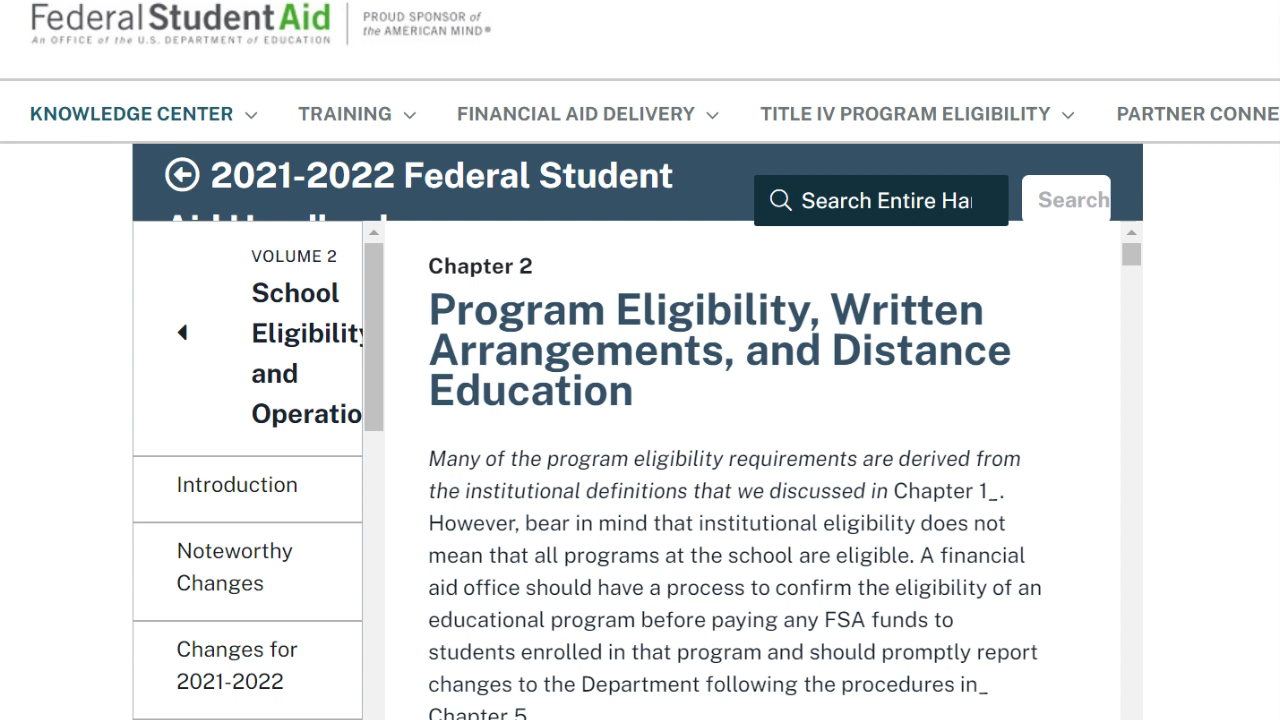 Federal Student Aid
An OFFICE of the U.S. DEPARTMENT of EDUCATION
PROUD SPONSOR of
the AMERICAN MIND®
KNOWLEDGE CENTER
TRAINING
FINANCIAL AID DELIVERY
TITLE IV PROGRAM ELIGIBILITY
PARTNER CONNE
2021-2022 Federal Student
Search Entire Ha
Search
VOLUME 2
School
Eligibility
and
Operatio
Introduction
Noteworthy
Changes
Changes for
2021-2022
Chapter 2
Program Eligibility, Written
Arrangements, and Distance
Education
Many of the program eligibility requirements are derived from
the institutional definitions that we discussed in Chapter 1_.
However, bear in mind that institutional eligibility does not
mean that all programs at the school are eligible. A financial
aid office should have a process to confirm the eligibility of an
educational program before paying any FSA funds to
students enrolled in that program and should promptly report
changes to the Department following the procedures in_
Chapter 5.